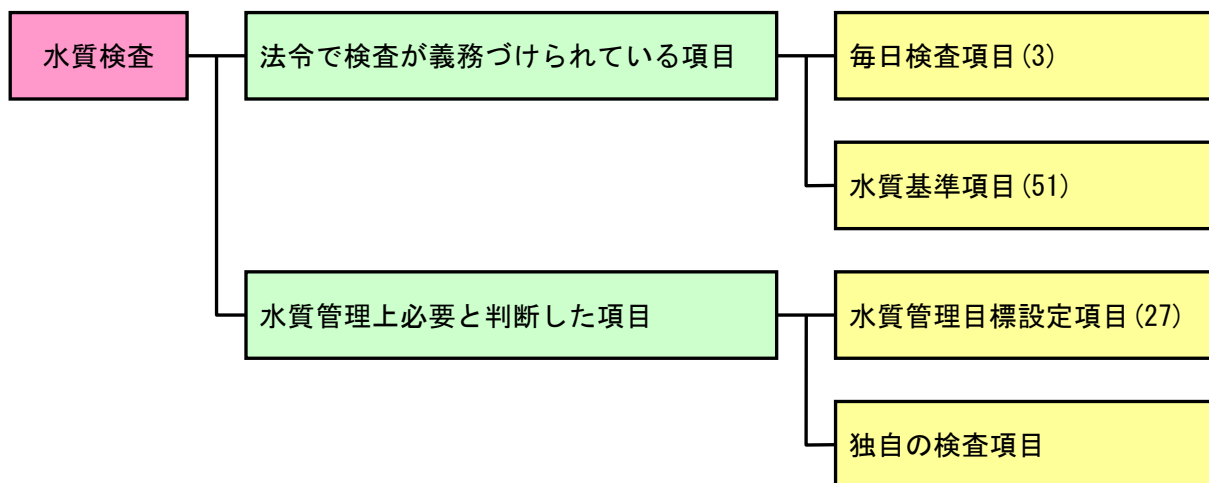 水質検査
法令で検査が義務づけられている項目
毎日検査項目(3)
水質基準項目(51)
水質管理上必要と判断した項目
水質管理目標設定項目(27)
独自の検査項目